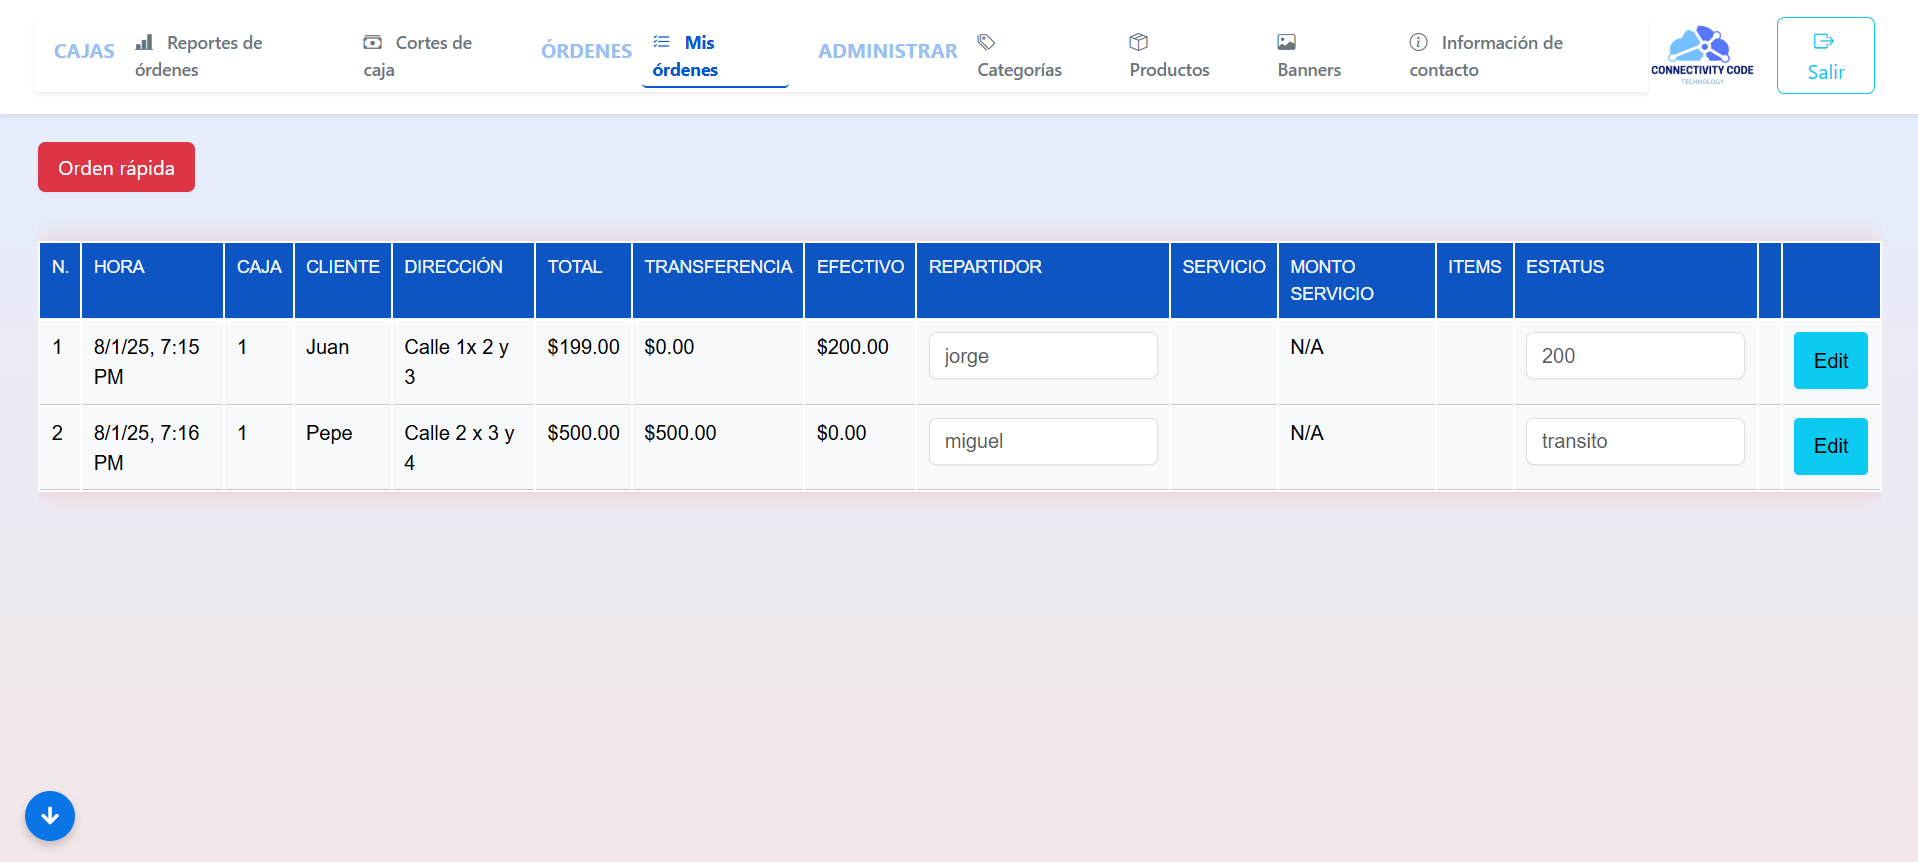 CAJAS
Reportes de
órdenes
Cortes de
caja
ÓRDENES
Mis
órdenes
ADMINISTRAR
Categorías
Productos
Banners
Información de
contacto
CONNECTIVITY CODE
TECHNOLOGY
Salir
Orden rápida
N. HORA CAJA CLIENTE DIRECCIÓN TOTAL TRANSFERENCIA EFECTIVO REPARTIDOR SERVICIO MONTO ITEMS ESTATUS
SERVICIO
1 8/1/25, 7:15 1 Juan Calle 1x 2 y $199.00 $0.00 $200.00 jorge N/A 200 Edit
PM 3
2 8/1/25, 7:16 1 Pepe Calle 2 x 3 y $500.00 $500.00 $0.00 miguel N/A transito Edit
PM 4